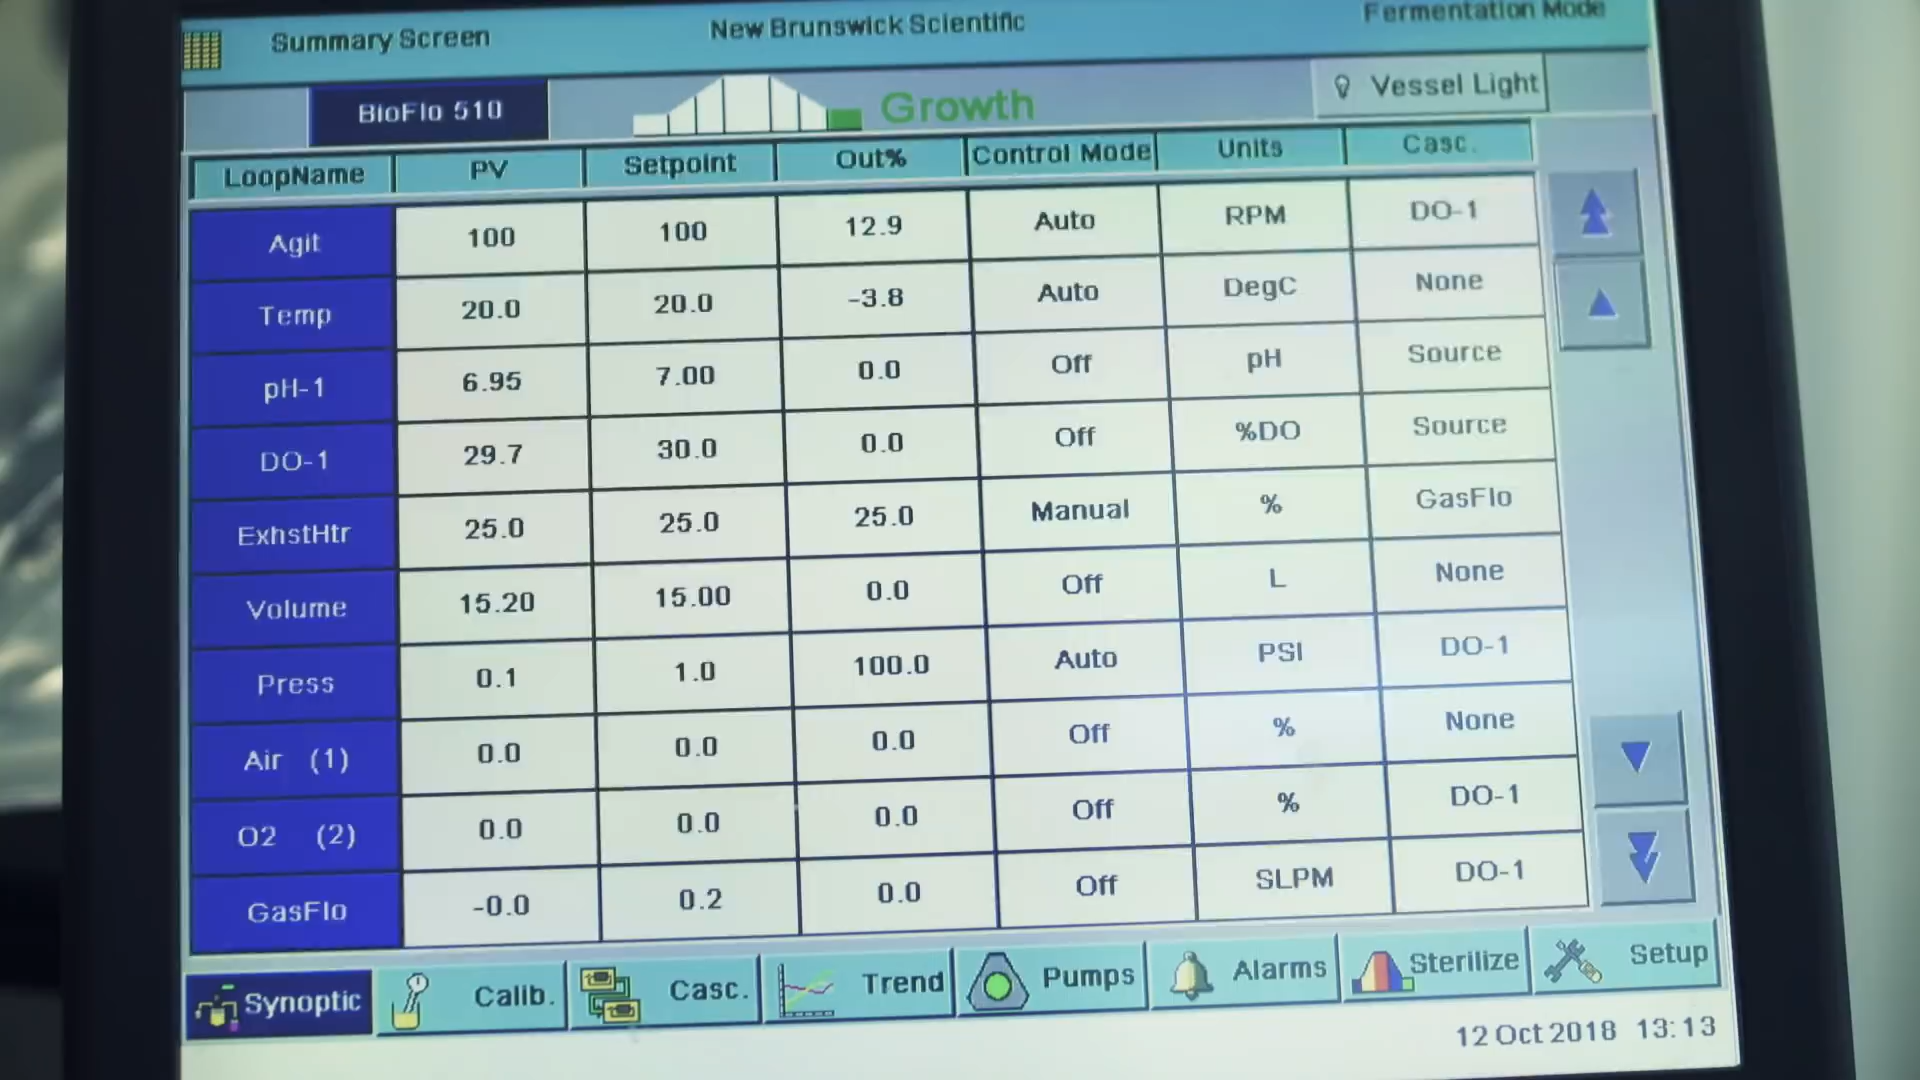 Summary Screen New Brunswick Scientific Fermentation Mode
BioFlo 510 Growth Vessel Light
LoopName PV Setpoint Out% Control Mode Units Casc.
Agit 100 100 12.9 Auto RPM DO-1
Temp 20.0 20.0 -3.8 Auto DegC None
pH-1 6.95 7.00 0.0 Off pH Source
DO-1 29.7 30.0 0.0 Off %DO Source
ExhstHtr 25.0 25.0 25.0 Manual % GasFlo
Volume 15.20 15.00 0.0 Off L None
Press 0.1 1.0 100.0 Auto PSI DO-1
Air (1) 0.0 0.0 0.0 Off % None
O2 (2) 0.0 0.0 0.0 Off % DO-1
GasFlo -0.0 0.2 0.0 Off SLPM DO-1
Synoptic Calib. Casc. Trend Pumps Alarms Sterilize Setup
12 Oct 2018 13:13